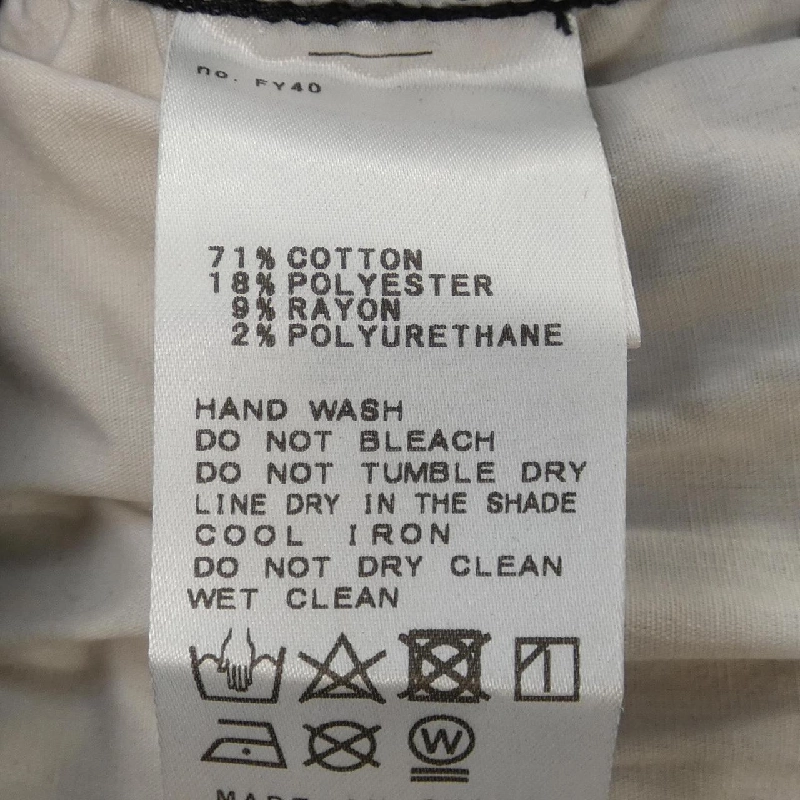 no. FY40
71% COTTON
18% POLYESTER
9% RAYON
2% POLYURETHANE
HAND WASH
DO NOT BLEACH
DO NOT TUMBLE DRY
LINE DRY IN THE SHADE
COOL IRON
DO NOT DRY CLEAN
WET CLEAN
W
MADE